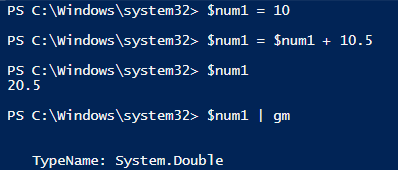 PS C:\Windows\system32> $num1 = 10
PS C:\Windows\system32> $num1 = $num1 + 10.5
PS C:\Windows\system32> $num1
20.5
PS C:\Windows\system32> $num1 | gm
TypeName: System.Double